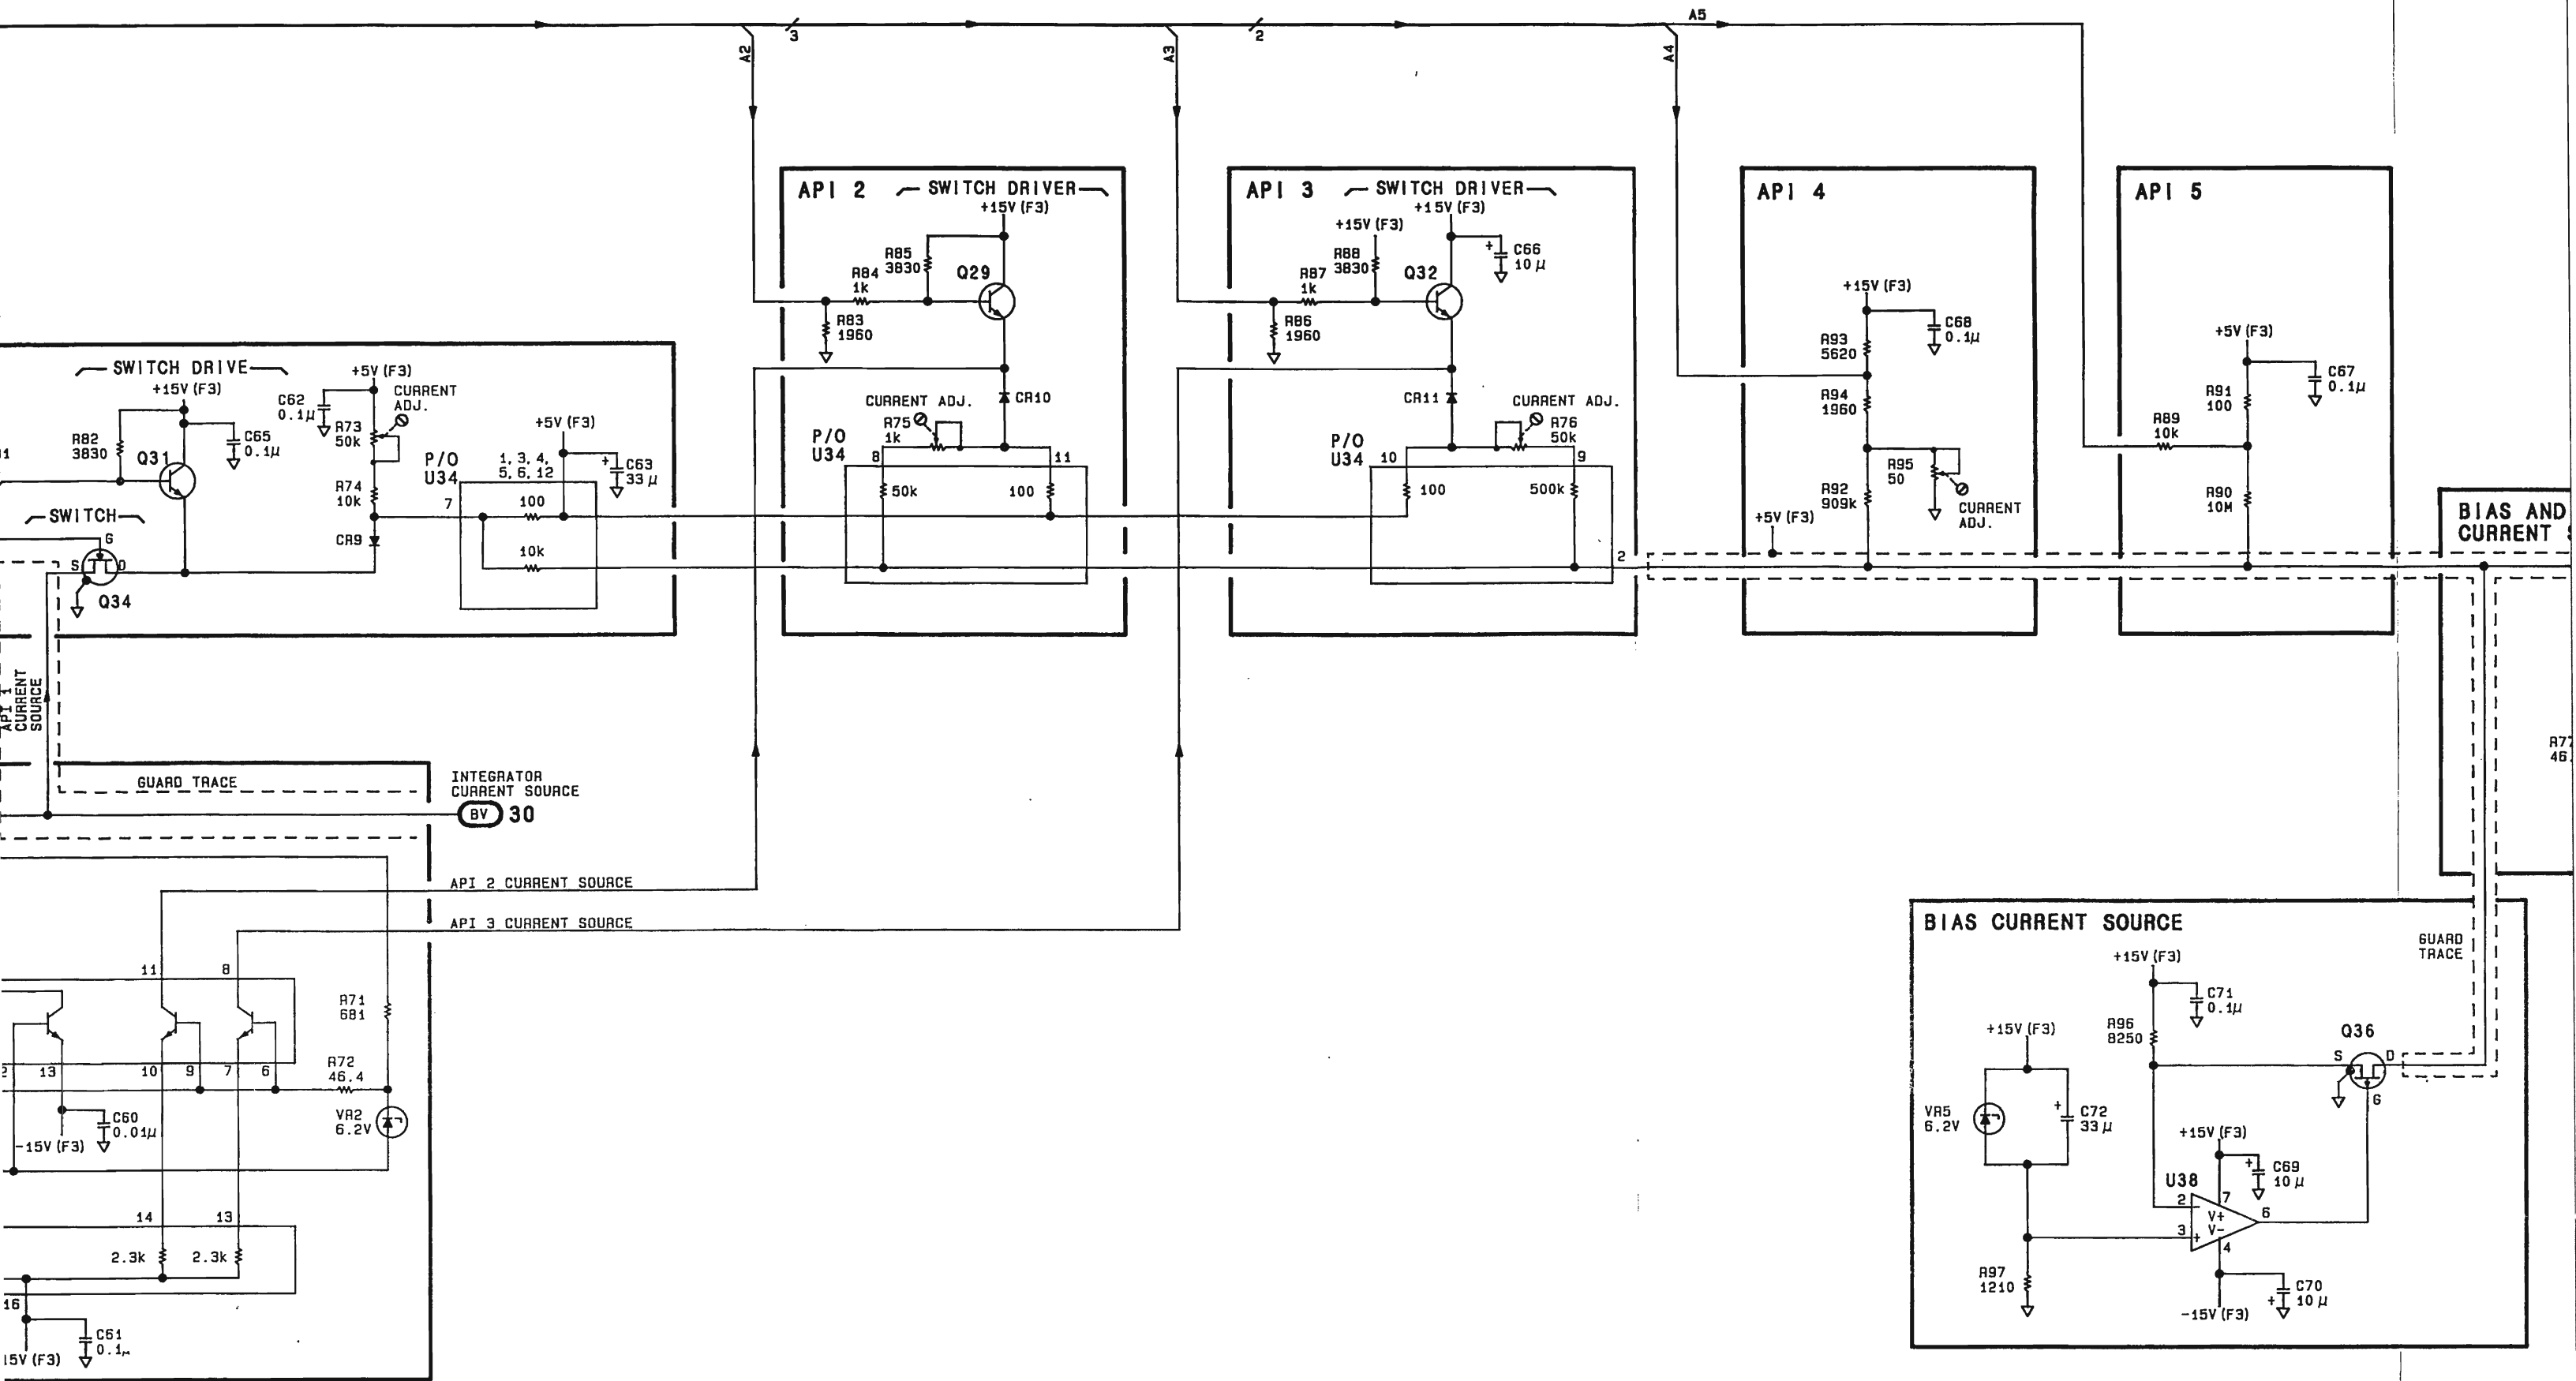 A5
3
2
A2
A3
A4
API 2
SWITCH DRIVER
+15V (F3)
R85
3830
R84
1k
Q29
R83
1960
CR10
CURRENT ADJ.
R75
1k
P/O
U34
8
11
50k
100
API 3
SWITCH DRIVER
+15V (F3)
+15V (F3)
C66
10 µ
R88
3830
R87
1k
Q32
R86
1960
CR11
CURRENT ADJ.
R76
50k
P/O
U34
10
9
100
500k
2
API 4
+15V (F3)
C68
0.1µ
R93
5620
R94
1960
R95
50
R92
909k
CURRENT
ADJ.
+5V (F3)
API 5
+5V (F3)
C67
0.1µ
R91
100
R89
10k
R90
10M
BIAS AND
CURRENT
SWITCH DRIVE
+15V (F3)
+5V (F3)
CURRENT
ADJ.
C62
0.1µ
R82
3830
C65
0.1µ
R73
50k
Q31
R74
10k
P/O
U34
7
1, 3, 4,
5, 6, 12
+5V (F3)
C63
33 µ
100
10k
SWITCH
G
S
D
CR9
Q34
API 1
CURRENT
SOURCE
GUARD TRACE
INTEGRATOR
CURRENT SOURCE
BV 30
API 2 CURRENT SOURCE
API 3 CURRENT SOURCE
11
8
R71
681
R72
46.4
13
10
9
7
6
C60
0.01µ
-15V (F3)
VR2
6.2V
14
13
2.3k
2.3k
16
C61
0.1µ
15V (F3)
R77
46.
BIAS CURRENT SOURCE
GUARD
TRACE
+15V (F3)
C71
0.1µ
R96
8250
+15V (F3)
Q36
S
D
G
VR5
6.2V
C72
33 µ
+15V (F3)
C69
10 µ
U38
2
7
V+
V-
3
6
4
R97
1210
C70
10 µ
-15V (F3)